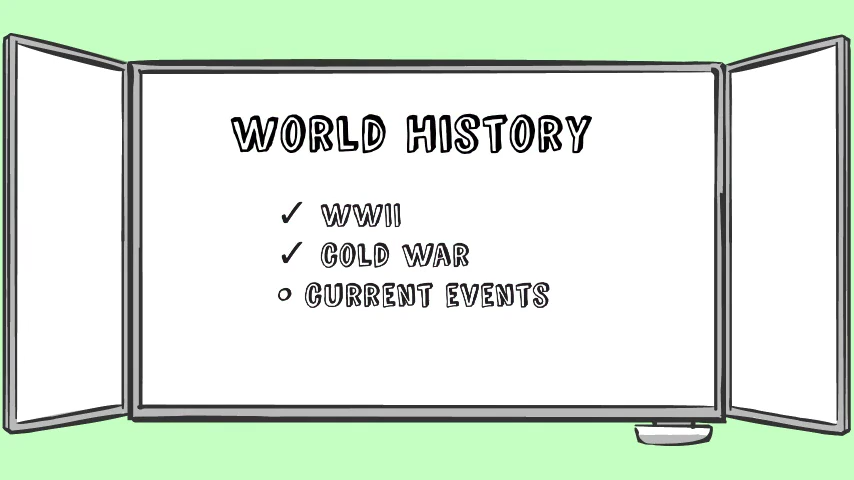 WORLD HISTORY
✓ WWII
✓ COLD WAR
○ CURRENT EVENTS